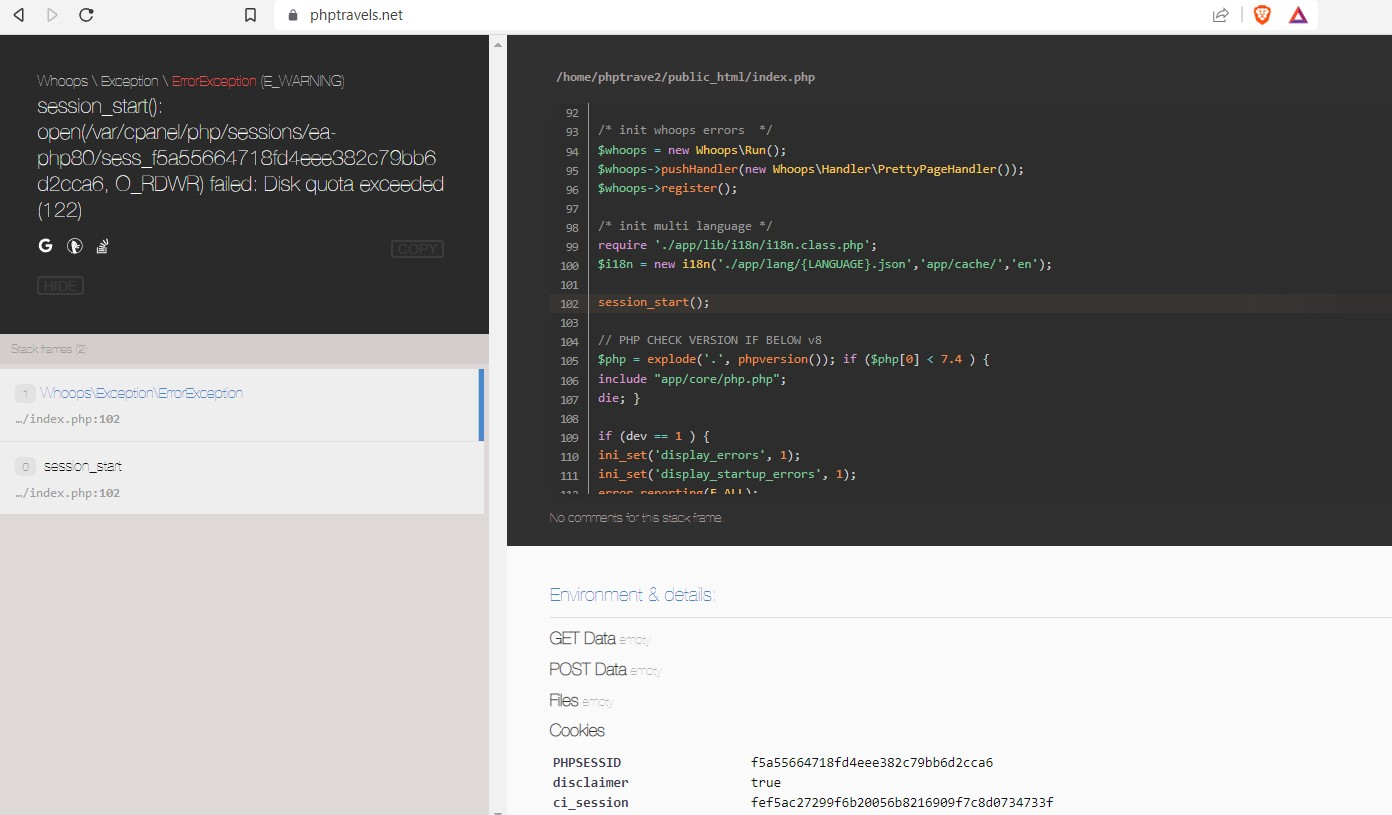 phptravels.net
Whoops \ Exception \ ErrorException (E_WARNING)
session_start():
open(/var/cpanel/php/sessions/ea-
php80/sess_f5a55664718fd4eee382c79bb6
d2cca6, O_RDWR) failed: Disk quota exceeded
(122)
COPY
HIDE
Stack frames (2)
1 Whoops\Exception\ErrorException
…/index.php:102
0 session_start
…/index.php:102
/home/phptrave2/public_html/index.php
92
93 /* init whoops errors  */
94 $whoops = new Whoops\Run();
95 $whoops->pushHandler(new Whoops\Handler\PrettyPageHandler());
96 $whoops->register();
97
98 /* init multi language */
99 require './app/lib/i18n/i18n.class.php';
100 $i18n = new i18n('./app/lang/{LANGUAGE}.json','app/cache/','en');
101
102 session_start();
103
104 // PHP CHECK VERSION IF BELOW v8
105 $php = explode('.', phpversion()); if ($php[0] < 7.4 ) {
106 include "app/core/php.php";
107 die; }
108
109 if (dev == 1 ) {
110 ini_set('display_errors', 1);
111 ini_set('display_startup_errors', 1);
112 error_reporting(E_ALL);
No comments for this stack frame.
Environment & details:
GET Data empty
POST Data empty
Files empty
Cookies
PHPSESSID f5a55664718fd4eee382c79bb6d2cca6
disclaimer true
ci_session fef5ac27299f6b20056b8216909f7c8d0734733f